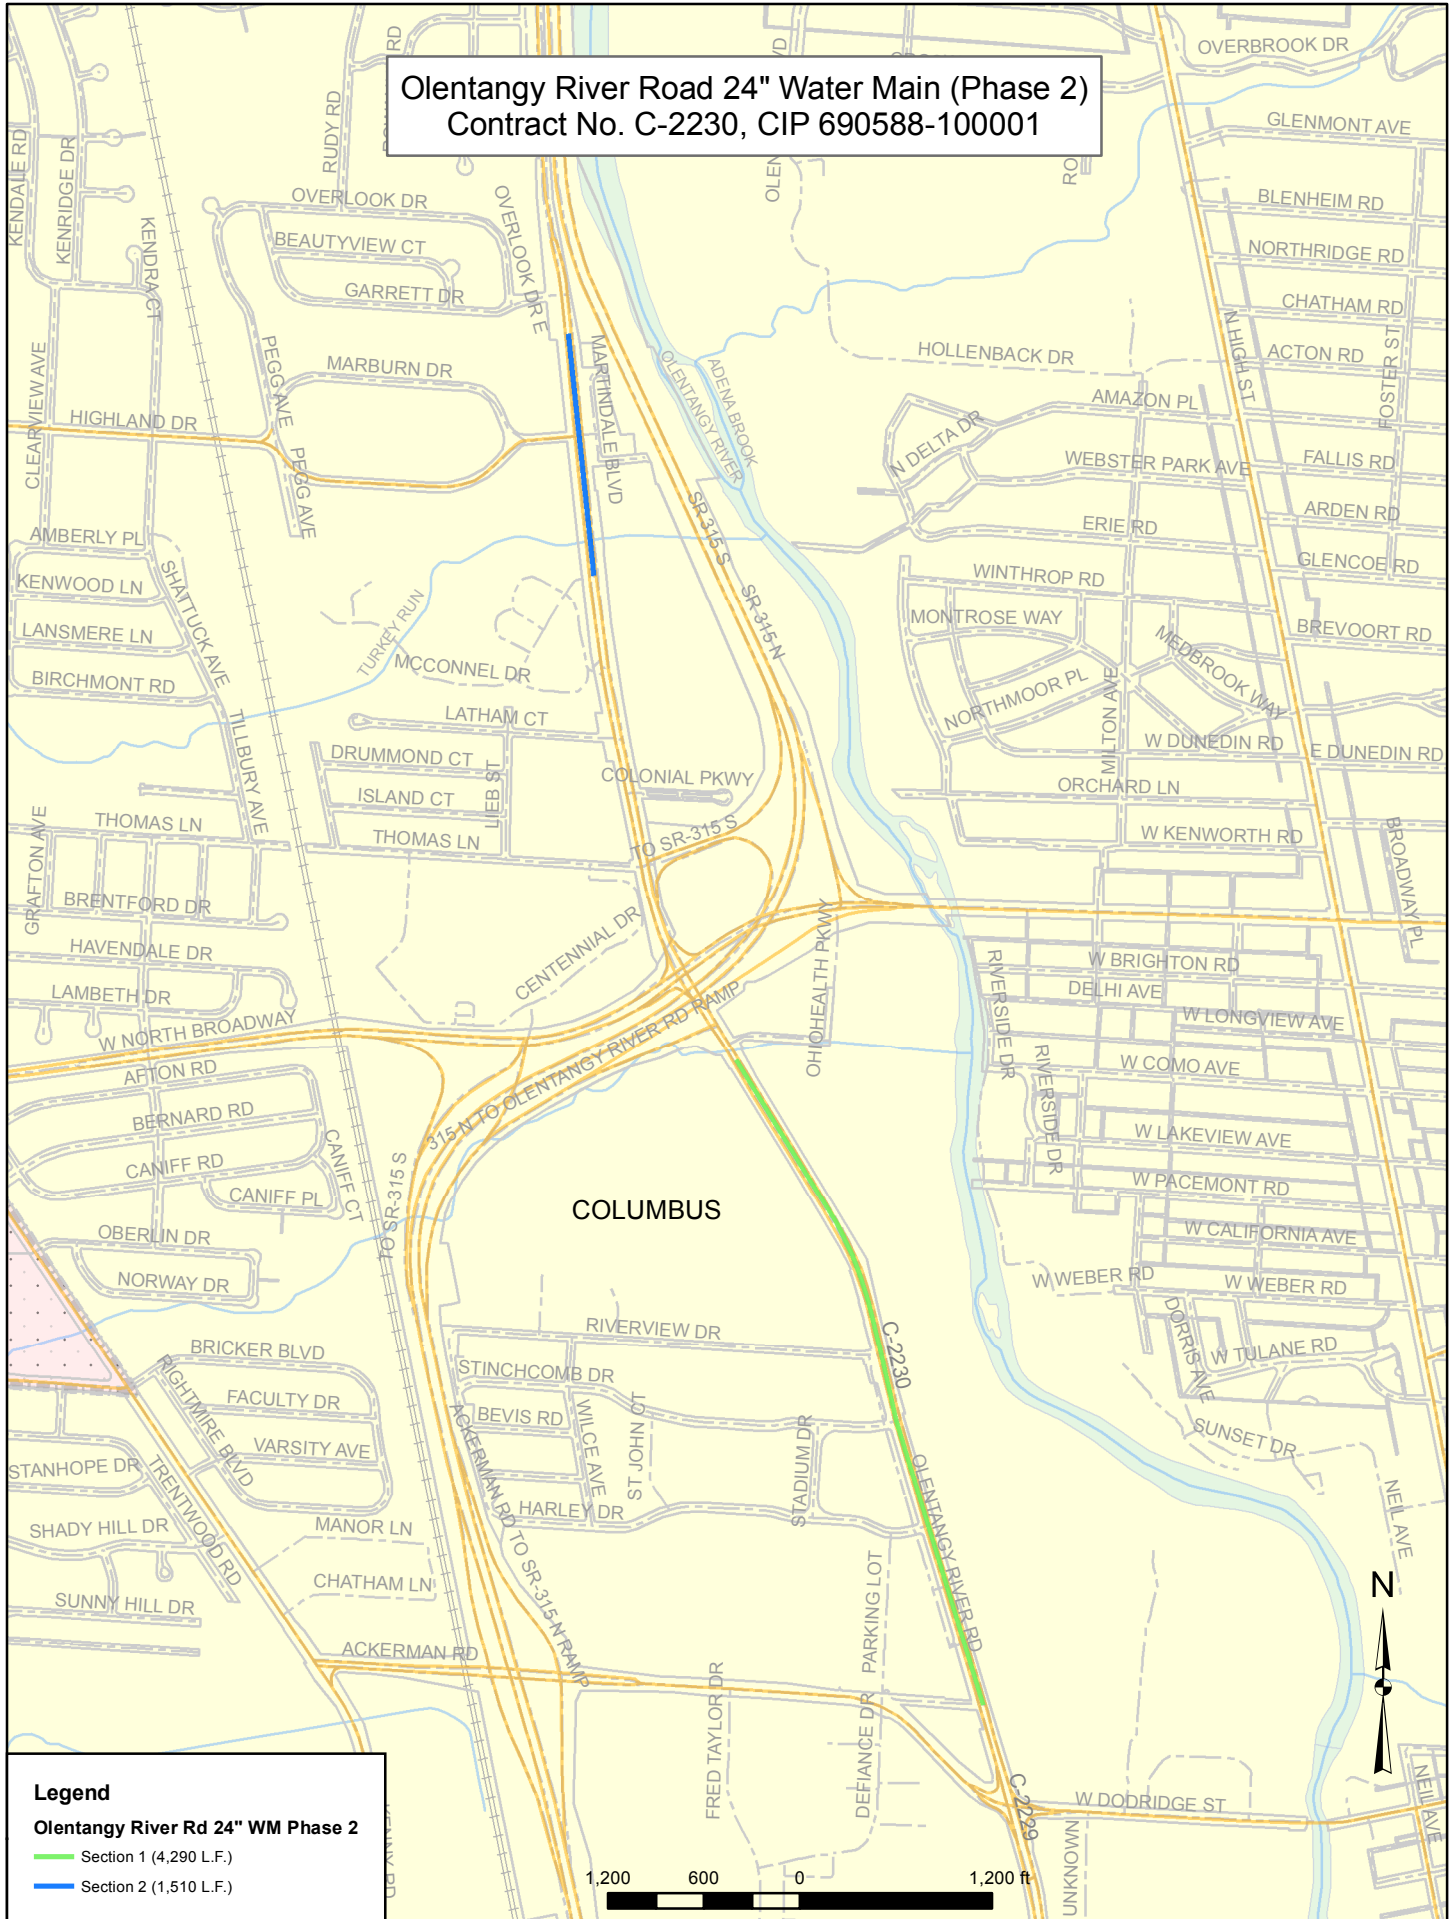 Olentangy River Road 24" Water Main (Phase 2)
Contract No. C-2230, CIP 690588-100001
OVERBROOK DR
GLENMONT AVE
KENDALE RD
KENRIDGE DR
RUDY RD
RD
VD
BLENHEIM RD
OVERLOOK DR
OVERLOOK DR E
KENDRA CT
BEAUTYVIEW CT
NORTHRIDGE RD
GARRETT DR
CHATHAM RD
N HIGH ST
FOSTER ST
HOLLENBACK DR
ACTON RD
CLEARVIEW AVE
PEGG AVE
MARBURN DR
MARTINDALE BLVD
OLENTANGY RIVER
ADENA BROOK
AMAZON PL
HIGHLAND DR
N DELTA DR
WEBSTER PARK AVE
FALLIS RD
PEGG AVE
SR-315 S
ERIE RD
ARDEN RD
AMBERLY PL
GLENCOE RD
KENWOOD LN
SHATTUCK AVE
WINTHROP RD
SR-315 N
TURKEY RUN
MONTROSE WAY
LANSMERE LN
BREVOORT RD
MCCONNEL DR
MEDBROOK WAY
BIRCHMONT RD
NORTHMOOR PL
MILTON AVE
LATHAM CT
TILLBURY AVE
W DUNEDIN RD
E DUNEDIN RD
DRUMMOND CT
COLONIAL PKWY
LIEB ST
ISLAND CT
ORCHARD LN
GRAFTON AVE
THOMAS LN
THOMAS LN
TO SR-315 S
W KENWORTH RD
BROADWAY PL
BRENTFORD DR
CENTENNIAL DR
OHIOHEALTH PKWY
HAVENDALE DR
W BRIGHTON RD
RIVERSIDE DR
LAMBETH DR
DELHI AVE
W NORTH BROADWAY
W LONGVIEW AVE
315 N TO OLENTANGY RIVER RD RAMP
AFTON RD
W COMO AVE
RIVERSIDE DR
BERNARD RD
W LAKEVIEW AVE
CANIFF RD
CANIFF CT
CANIFF PL
W PACEMONT RD
TO SR-315 S
COLUMBUS
OBERLIN DR
W CALIFORNIA AVE
NORWAY DR
W WEBER RD
W WEBER RD
DORRIS AVE
RIVERVIEW DR
C-2230
BRICKER BLVD
W TULANE RD
STINCHCOMB DR
RIGHTMIRE BLVD
FACULTY DR
BEVIS RD
WILCE AVE
ST JOHN CT
STADIUM DR
SUNSET DR
VARSITY AVE
STANHOPE DR
TRENTWOOD RD
ACKERMAN RD TO SR-315 N RAMP
OLENTANGY RIVER RD
NEIL AVE
HARLEY DR
SHADY HILL DR
MANOR LN
CHATHAM LN
PARKING LOT
SUNNY HILL DR
N
ACKERMAN RD
FRED TAYLOR DR
DEFIANCE DR
C-2229
W DODRIDGE ST
NEIL AVE
UNKNOWN
Legend
Olentangy River Rd 24" WM Phase 2
Section 1 (4,290 L.F.)
Section 2 (1,510 L.F.)
1,200 600 0 1,200 ft